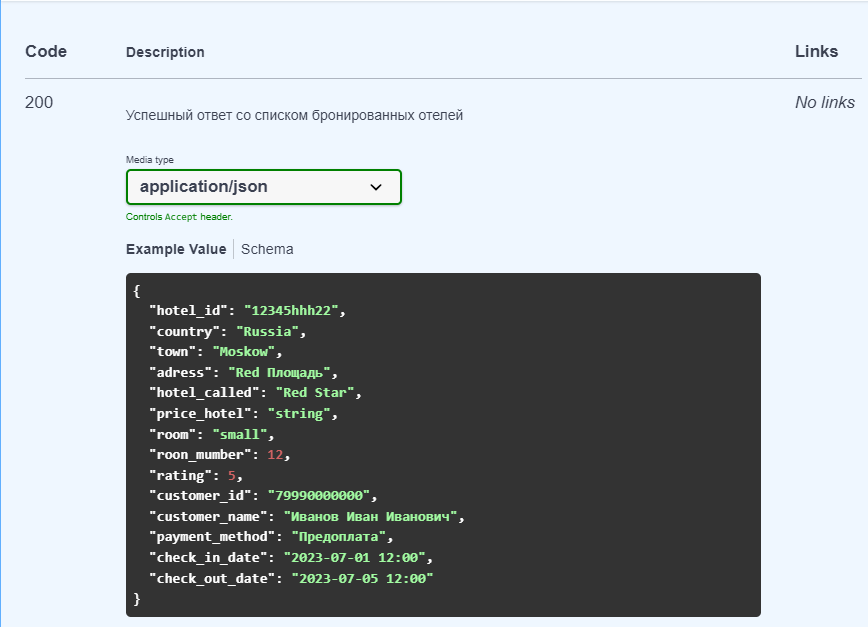 Code Description Links
200 Успешный ответ со списком бронированных отелей No links
Media type
application/json
Controls Accept header.
Example Value Schema
{
"hotel_id": "12345hhh22",
"country": "Russia",
"town": "Moskow",
"adress": "Red Площадь",
"hotel_called": "Red Star",
"price_hotel": "string",
"room": "small",
"roon_mumber": 12,
"rating": 5,
"customer_id": "79990000000",
"customer_name": "Иванов Иван Иванович",
"payment_method": "Предоплата",
"check_in_date": "2023-07-01 12:00",
"check_out_date": "2023-07-05 12:00"
}